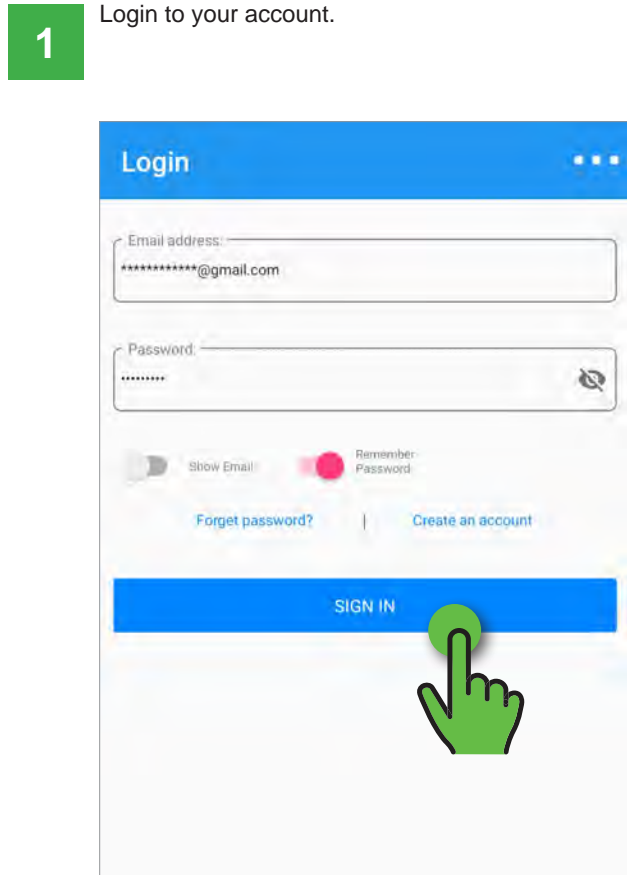 Login to your account.
1
Login
Email address:
************@gmail.com
Password:
•••••••••
Show Email
Remember
Password
Forget password? | Create an account
SIGN IN